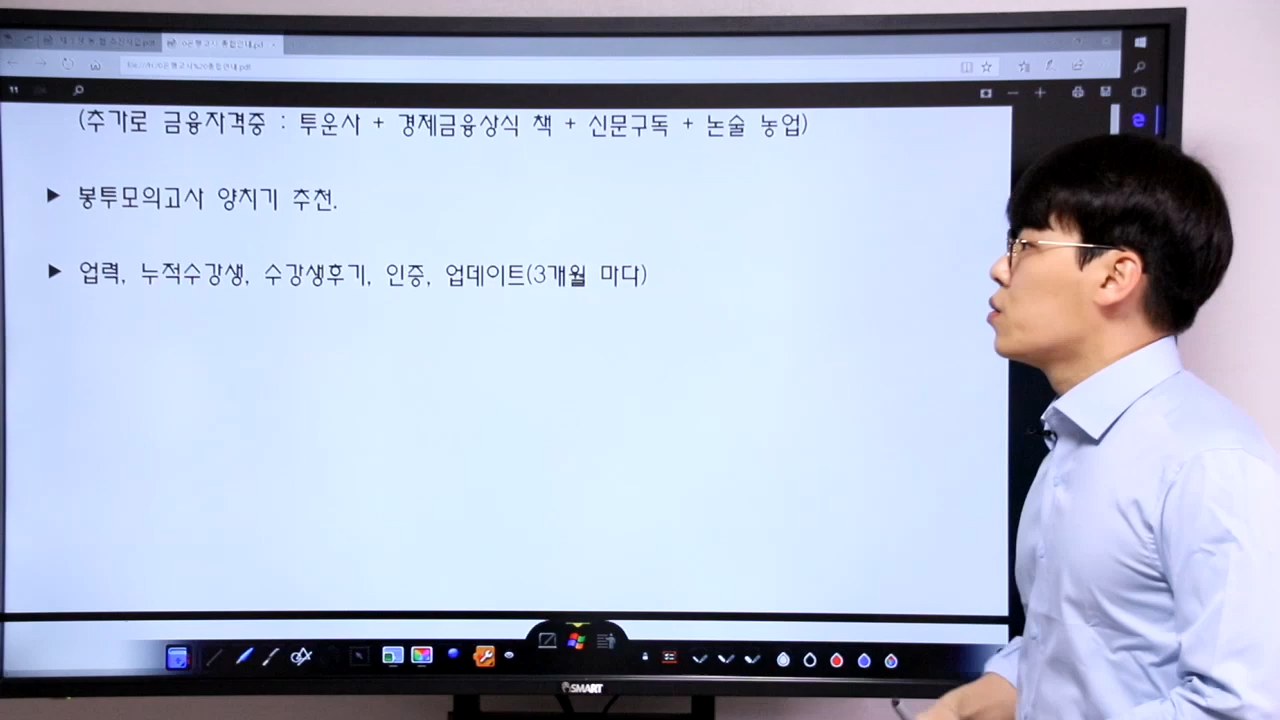 11
(추가로 금융자격증 : 투운사 + 경제금융상식 책 + 신문구독 + 논술 농업)
▶ 봉투모의고사 양치기 추천.
▶ 업력, 누적수강생, 수강생후기, 인증, 업데이트(3개월 마다)
SMART